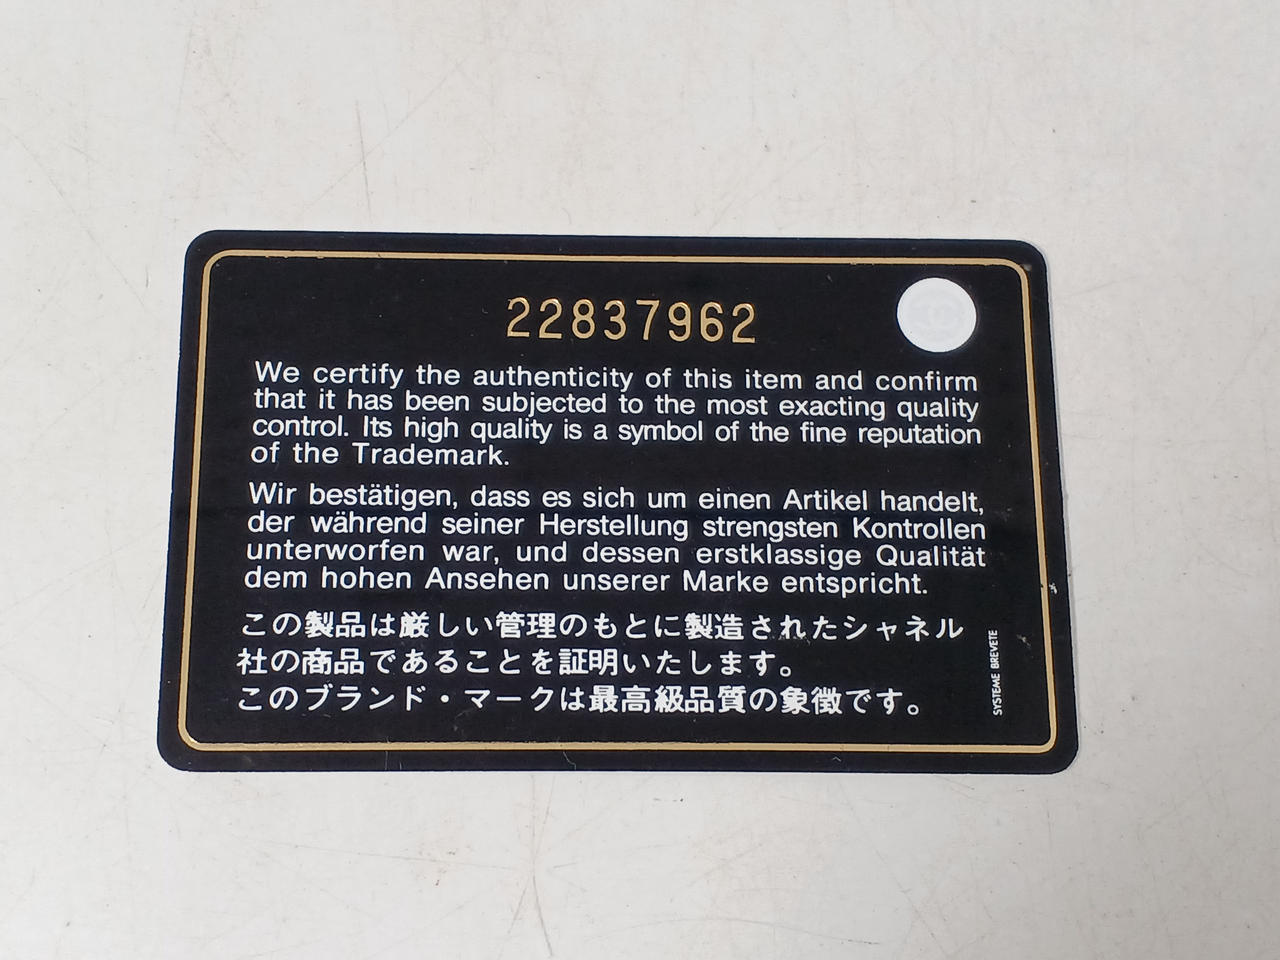 22837962
We certify the authenticity of this item and confirm
that it has been subjected to the most exacting quality
control. Its high quality is a symbol of the fine reputation
of the Trademark.
Wir bestätigen, dass es sich um einen Artikel handelt,
der während seiner Herstellung strengsten Kontrollen
unterworfen war, und dessen erstklassige Qualität
dem hohen Ansehen unserer Marke entspricht.
この製品は厳しい管理のもとに製造されたシャネル
社の商品であることを証明いたします。
このブランド・マークは最高級品質の象徴です。
SYSTEME BREVETE